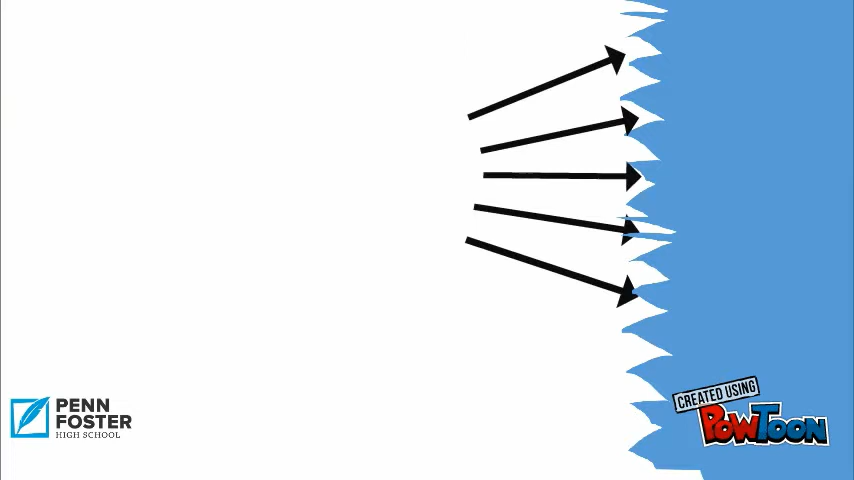 PENN
FOSTER
HIGH SCHOOL
CREATED USING
POWTOON